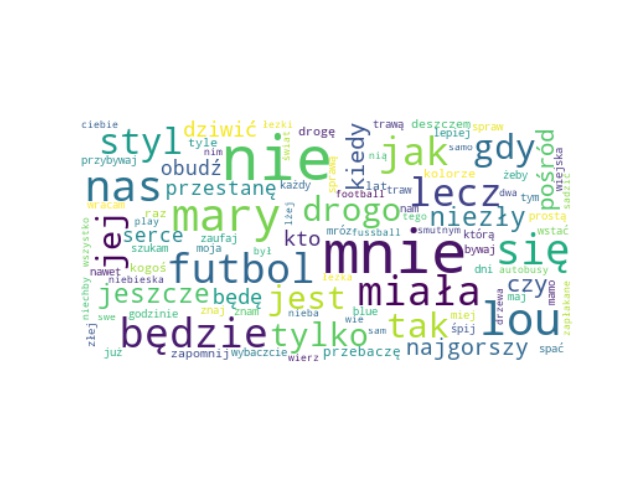 ciebie
dziwić
łezki
drogę
trawą
deszczem
spraw
styl
tyle
nim
nie
świat
kiedy
jak
lepiej
samo
gdy
pośród
wiejska
przybywaj
obudź
sprawą
nią
kolorze
żeby
nas
przestanę
każdy
football
lat
traw
lecz
dwa
tym
sadzić
wracam
jej
raz
play
mary
lżej
drogo
nam
tego
niezły
prostą
wszystko
serce
zaufaj
kto
mróz
fussball
smutnym
którą
wstać
szukam
moja
był
mnie
bywaj
się
nawet
kogoś
niebieska
futbol
łezka
dni
autobusy
niechby
jeszcze
będę
jest
miała
czy
maj
mamo
drzewa
zapłakane
swe
godzinie
znaj
znam
nieba
blue
miej
lou
złej
będzie
tylko
wie
sam
tak
śpij
już
zapomnij
wybaczcie
wierz
przebaczę
najgorszy
spać